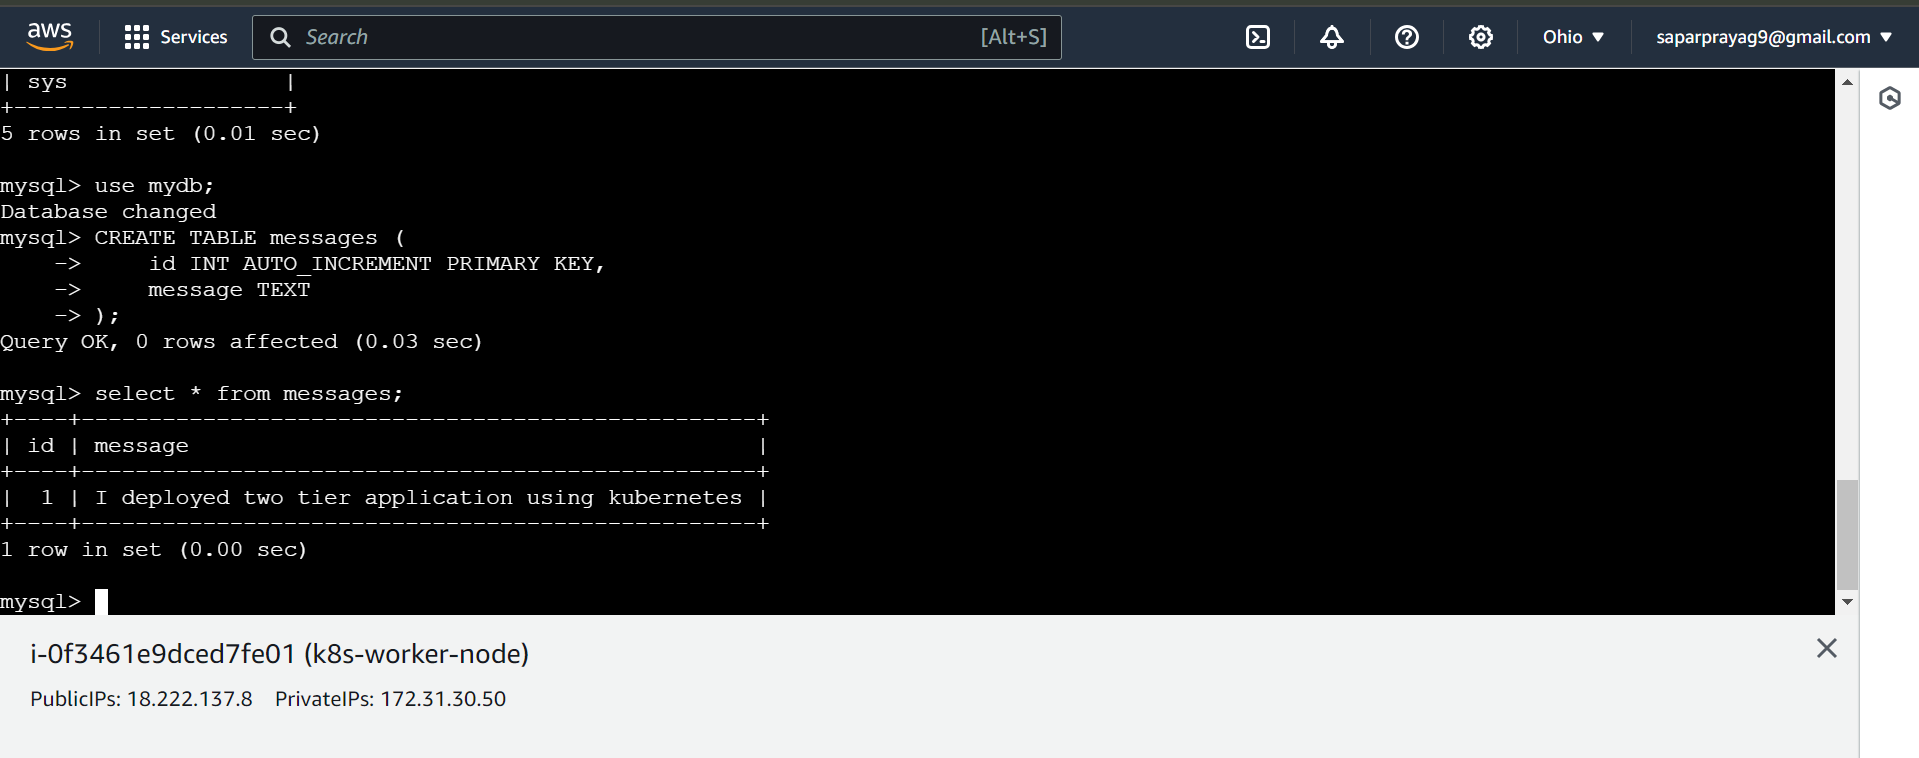 aws
Services
Search
[Alt+S]
Ohio
saparprayag9@gmail.com
| sys                |
+--------------------+
5 rows in set (0.01 sec)
mysql> use mydb;
Database changed
mysql> CREATE TABLE messages (
    ->     id INT AUTO_INCREMENT PRIMARY KEY,
    ->     message TEXT
    -> );
Query OK, 0 rows affected (0.03 sec)
mysql> select * from messages;
+----+--------------------------------------------------+
| id | message                                          |
+----+--------------------------------------------------+
|  1 | I deployed two tier application using kubernetes |
+----+--------------------------------------------------+
1 row in set (0.00 sec)
mysql>
i-0f3461e9dced7fe01 (k8s-worker-node)
PublicIPs: 18.222.137.8    PrivateIPs: 172.31.30.50